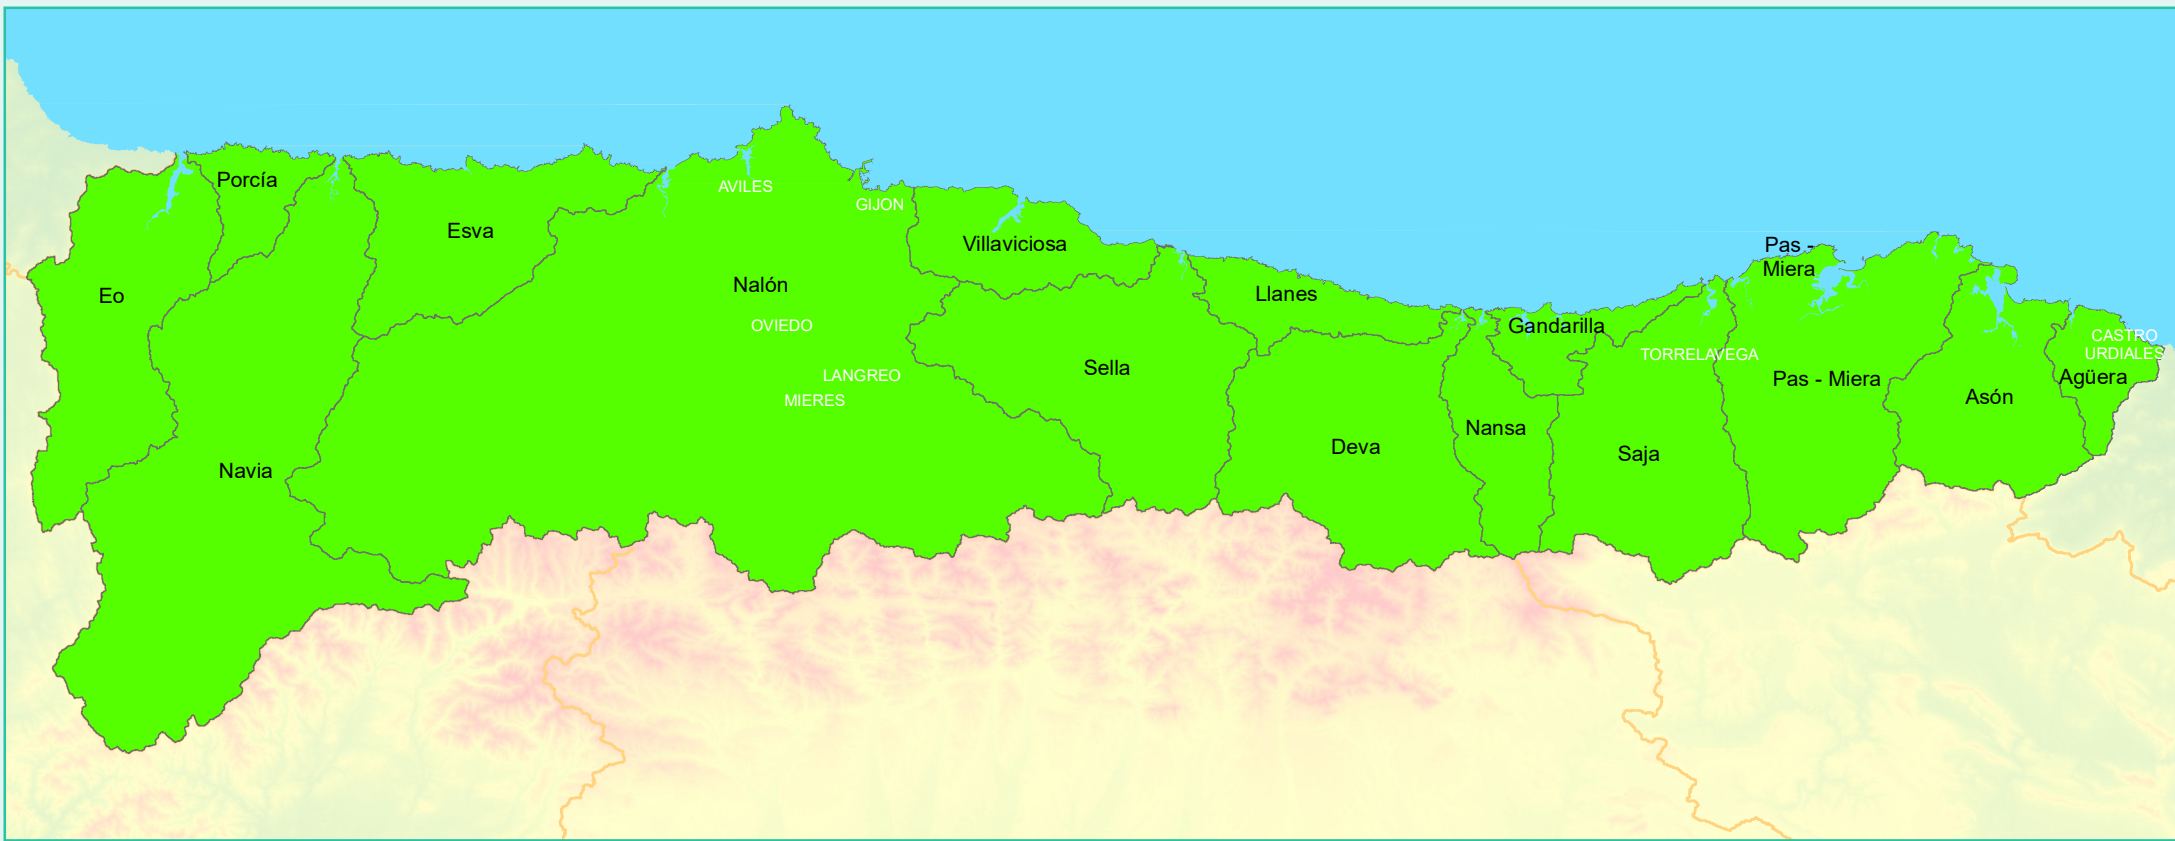 Porcía
Eo
Navia
Esva
AVILES
GIJON
Nalón
OVIEDO
LANGREO
MIERES
Villaviciosa
Sella
Llanes
Deva
Gandarilla
Nansa
TORRELAVEGA
Saja
Pas -
Miera
Pas - Miera
Asón
CASTRO
URDIALES
Agüera